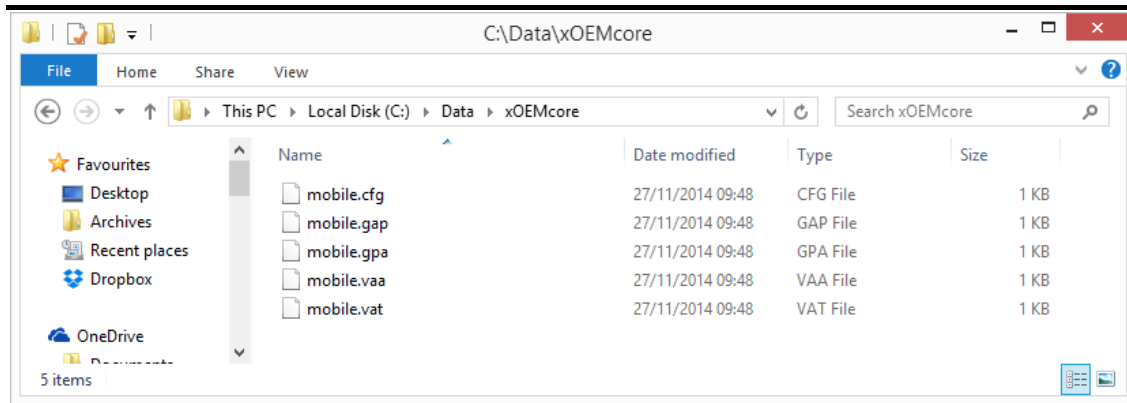 C:\Data\xOEMcore
File Home Share View
This PC Local Disk (C:) Data xOEMcore Search xOEMcore
Favourites
Desktop
Archives
Recent places
Dropbox
OneDrive
Name Date modified Type Size
mobile.cfg 27/11/2014 09:48 CFG File 1 KB
mobile.gap 27/11/2014 09:48 GAP File 1 KB
mobile.gpa 27/11/2014 09:48 GPA File 1 KB
mobile.vaa 27/11/2014 09:48 VAA File 1 KB
mobile.vat 27/11/2014 09:48 VAT File 1 KB
5 items